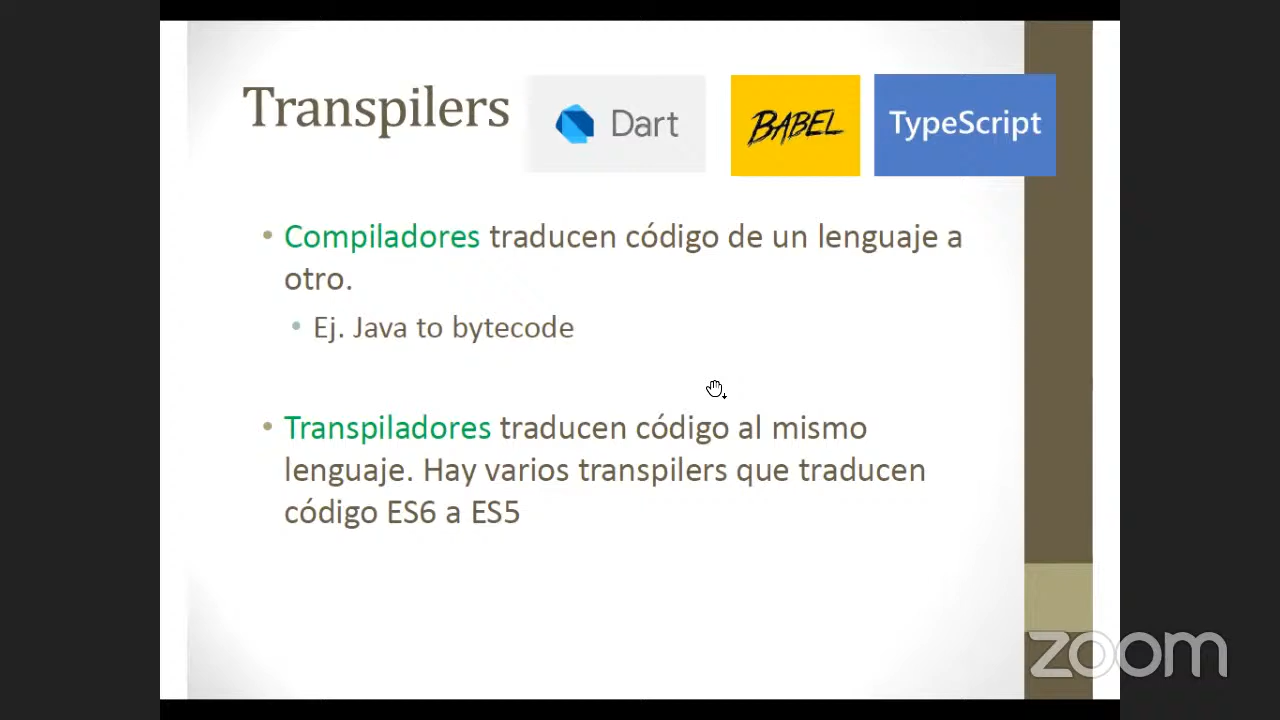 Transpilers
Dart
BABEL
TypeScript
• Compiladores traducen código de un lenguaje a
otro.
• Ej. Java to bytecode
• Transpiladores traducen código al mismo
lenguaje. Hay varios transpilers que traducen
código ES6 a ES5
zoom